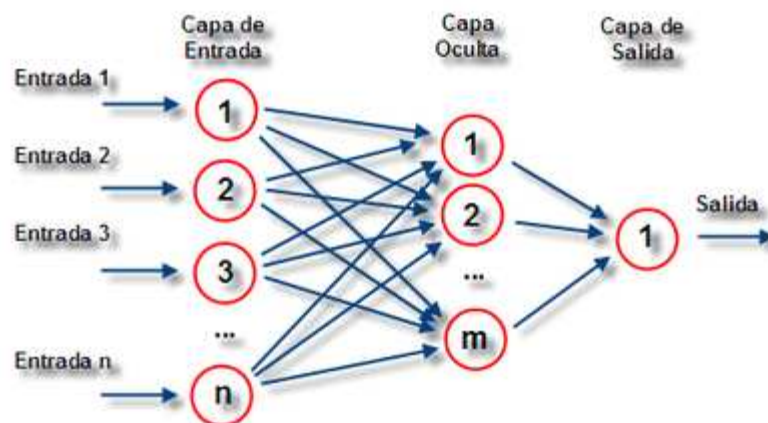 Capa de
Entrada
Capa
Oculta
Capa de
Salida
Entrada 1
1
Entrada 2
2
Entrada 3
3
...
Entrada n
n
1
2
...
m
1
Salida